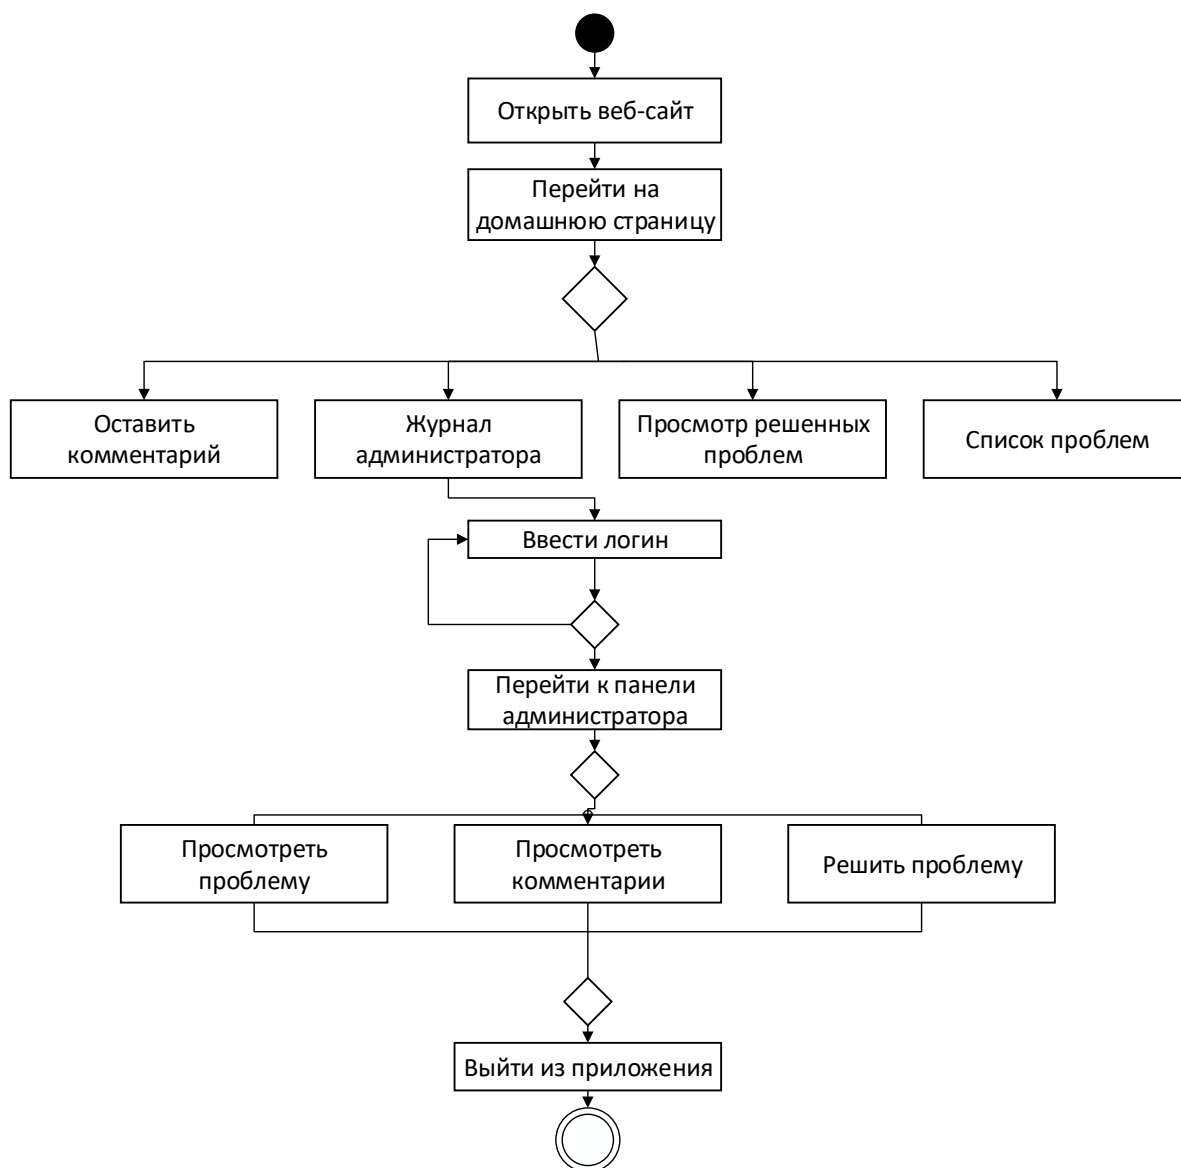 Открыть веб-сайт
Перейти на
домашнюю страницу
Оставить
комментарий
Журнал
администратора
Просмотр решенных
проблем
Список проблем
Ввести логин
Перейти к панели
администратора
Просмотреть
проблему
Просмотреть
комментарии
Решить проблему
Выйти из приложения